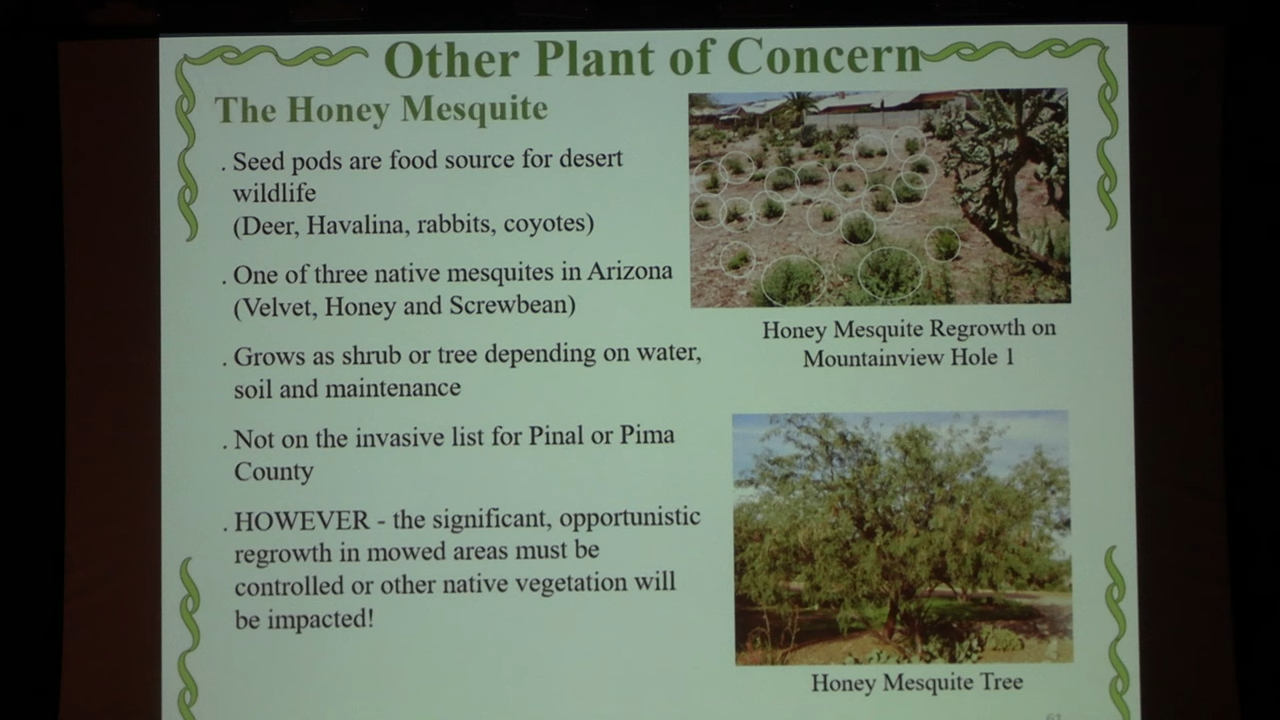 Other Plant of Concern
The Honey Mesquite
. Seed pods are food source for desert
wildlife
(Deer, Havalina, rabbits, coyotes)
. One of three native mesquites in Arizona
(Velvet, Honey and Screwbean)
. Grows as shrub or tree depending on water,
soil and maintenance
. Not on the invasive list for Pinal or Pima
County
. HOWEVER - the significant, opportunistic
regrowth in mowed areas must be
controlled or other native vegetation will
be impacted!
Honey Mesquite Regrowth on
Mountainview Hole 1
Honey Mesquite Tree